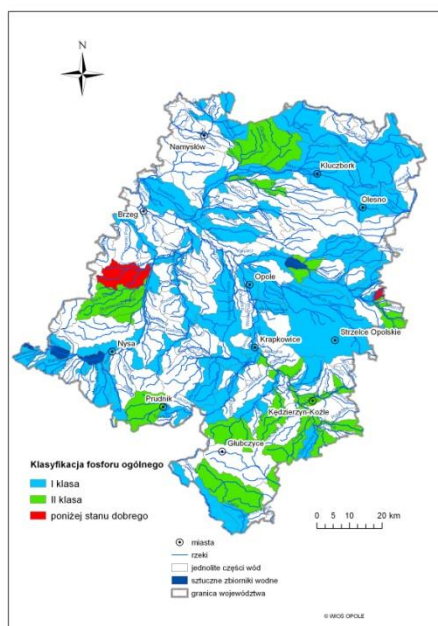 N
Namysłów
Kluczbork
Olesno
Brzeg
Opole
Strzelce Opolskie
Krapkowice
Nysa
Prudnik
Kędzierzyn-Koźle
Głubczyce
Klasyfikacja fosforu ogólnego
I klasa
II klasa
poniżej stanu dobrego
0 5 10 20 km
miasta
rzeki
jednolite części wód
sztuczne zbiorniki wodne
granica województwa
© WIOŚ OPOLE